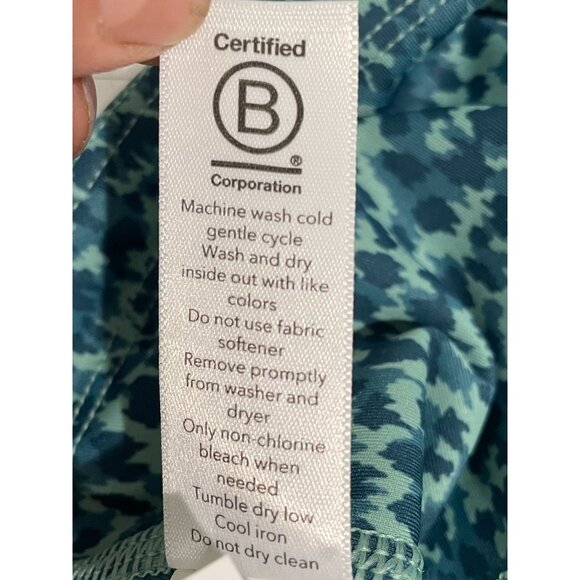 Certified
B
®
Corporation
Machine wash cold
gentle cycle
Wash and dry
inside out with like
colors
Do not use fabric
softener
Remove promptly
from washer and
dryer
Only non-chlorine
bleach when
needed
Tumble dry low
Cool iron
Do not dry clean